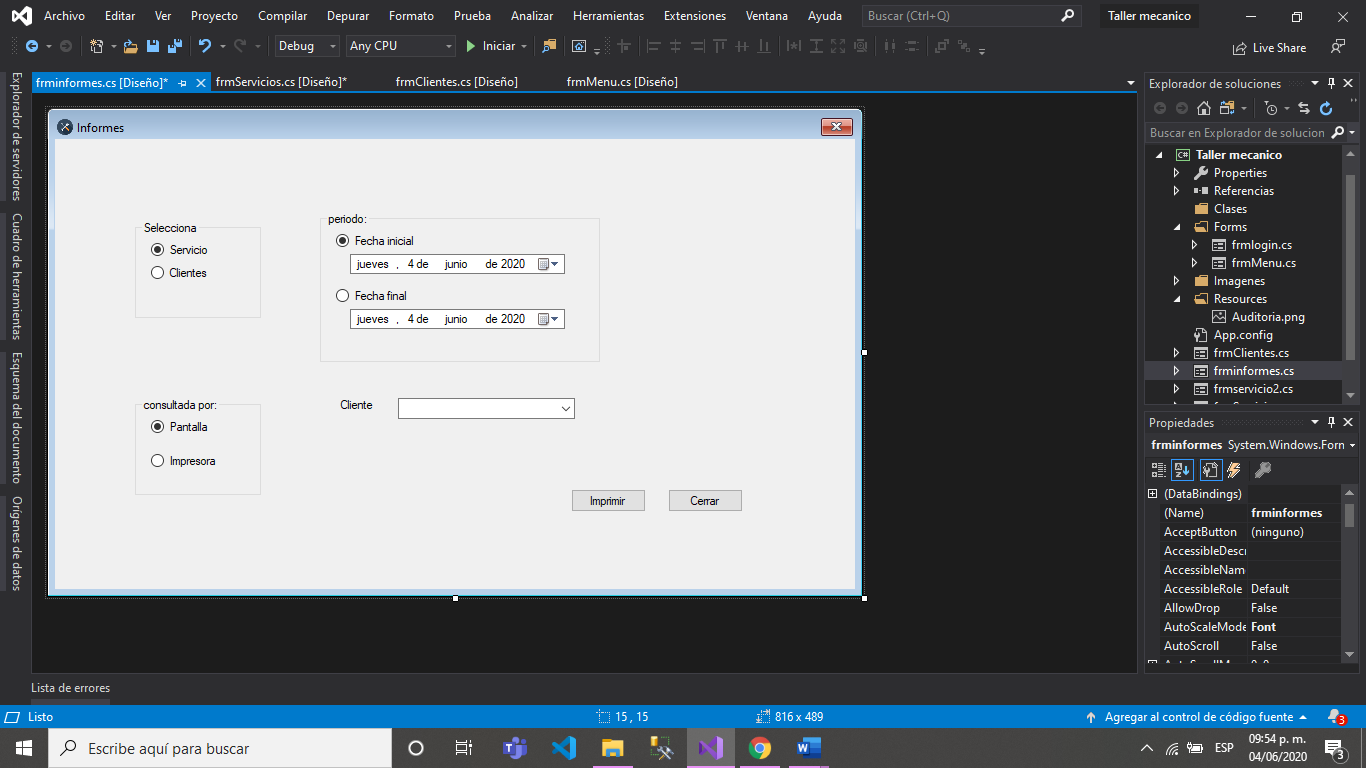 Archivo Editar Ver Proyecto Compilar Depurar Formato Prueba Analizar Herramientas Extensiones Ventana Ayuda Buscar (Ctrl+Q) Taller mecanico
Debug Any CPU Iniciar Live Share
frminformes.cs [Diseño]* frmServicios.cs [Diseño]* frmClientes.cs [Diseño] frmMenu.cs [Diseño]
Explorador de servidores
Cuadro de herramientas
Esquema del documento
Orígenes de datos
Informes
Selecciona
Servicio
Clientes
periodo:
Fecha inicial
jueves , 4 de junio de 2020
Fecha final
jueves , 4 de junio de 2020
consultada por:
Pantalla
Impresora
Cliente
Imprimir Cerrar
Explorador de soluciones
Buscar en Explorador de solucion
C# Taller mecanico
Properties
Referencias
Clases
Forms
frmlogin.cs
frmMenu.cs
Imagenes
Resources
Auditoria.png
App.config
frmClientes.cs
frminformes.cs
frmservicio2.cs
Propiedades
frminformes System.Windows.Forr
(DataBindings)
(Name) frminformes
AcceptButton (ninguno)
AccessibleDescri
AccessibleNam
AccessibleRole Default
AllowDrop False
AutoScaleMode Font
AutoScroll False
Lista de errores
Listo 15 , 15 816 x 489 Agregar al control de código fuente 3
Escribe aquí para buscar
ESP
09:54 p. m.
04/06/2020
3